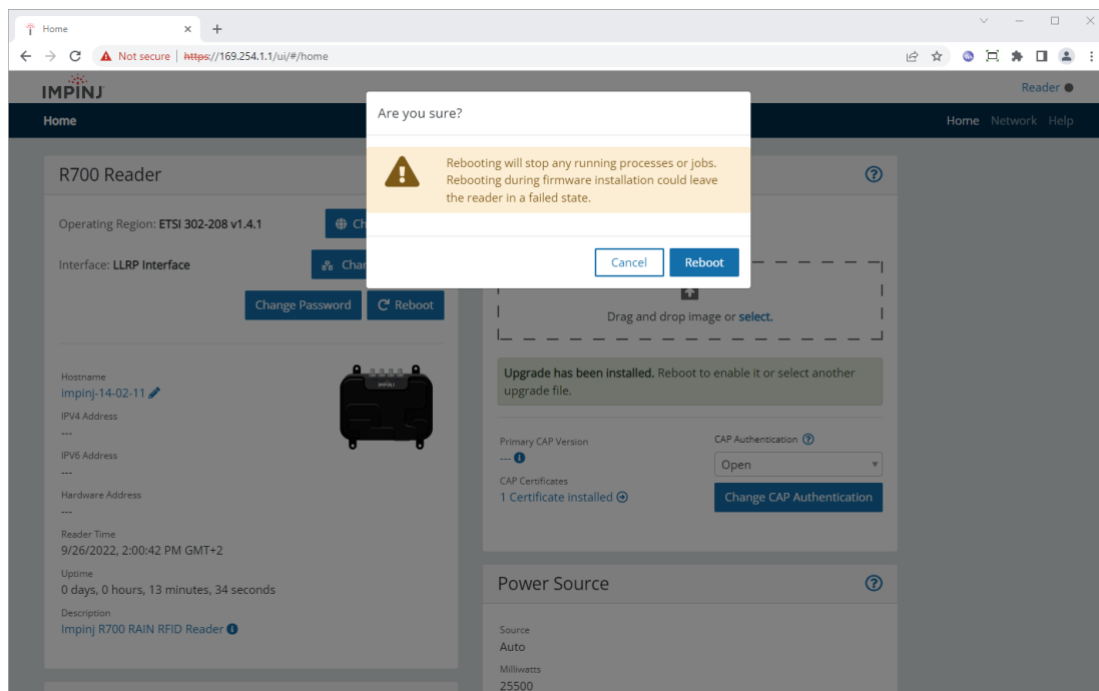 Home
Not secure | https://169.254.1.1/ui/#/home
IMPINJ
Reader
Home
Home Network Help
Are you sure?
Rebooting will stop any running processes or jobs.
Rebooting during firmware installation could leave
the reader in a failed state.
Cancel
Reboot
R700 Reader
Operating Region: ETSI 302-208 v1.4.1
Ch
Interface: LLRP Interface
Chan
Change Password
Reboot
Hostname
impinj-14-02-11
IPV4 Address
---
IPV6 Address
---
Hardware Address
---
Reader Time
9/26/2022, 2:00:42 PM GMT+2
Uptime
0 days, 0 hours, 13 minutes, 34 seconds
Description
Impinj R700 RAIN RFID Reader
IMPINJ
Drag and drop image or select.
Upgrade has been installed. Reboot to enable it or select another
upgrade file.
Primary CAP Version
---
CAP Certificates
1 Certificate installed
CAP Authentication
Open
Change CAP Authentication
Power Source
Source
Auto
Milliwatts
25500